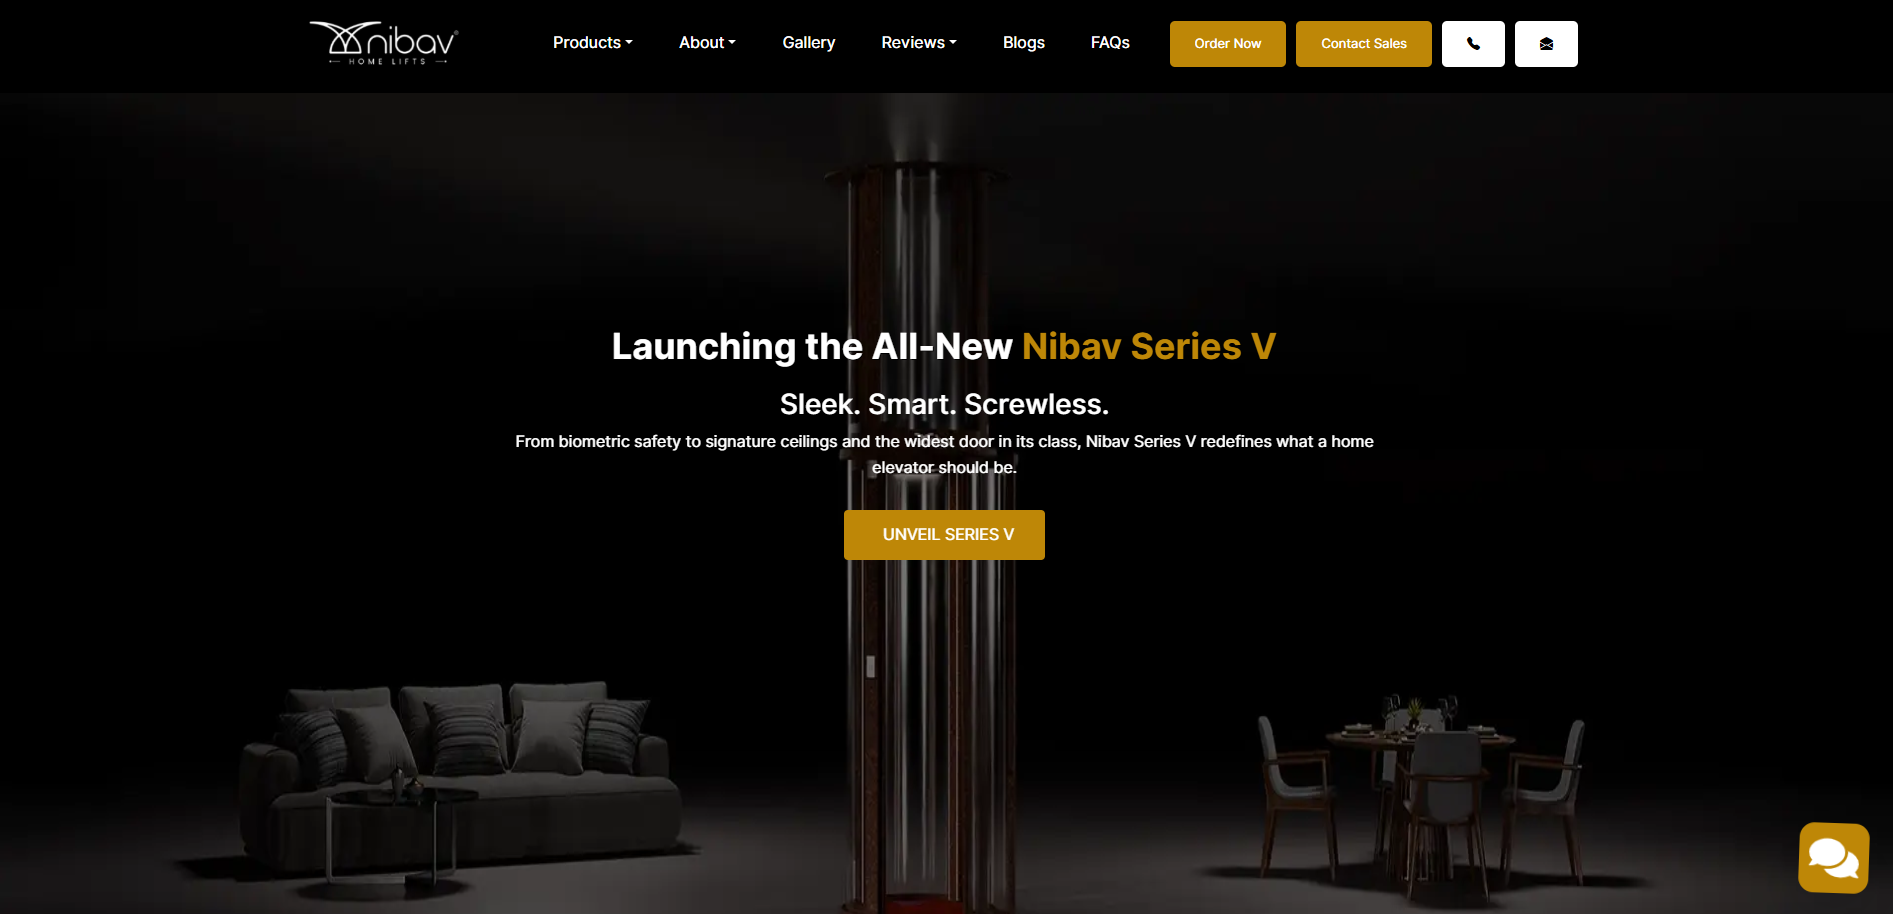 nibav
HOME LIFTS
Products
About
Gallery
Reviews
Blogs
FAQs
Order Now
Contact Sales
Launching the All-New Nibav Series V
Sleek. Smart. Screwless.
From biometric safety to signature ceilings and the widest door in its class, Nibav Series V redefines what a home
elevator should be.
UNVEIL SERIES V